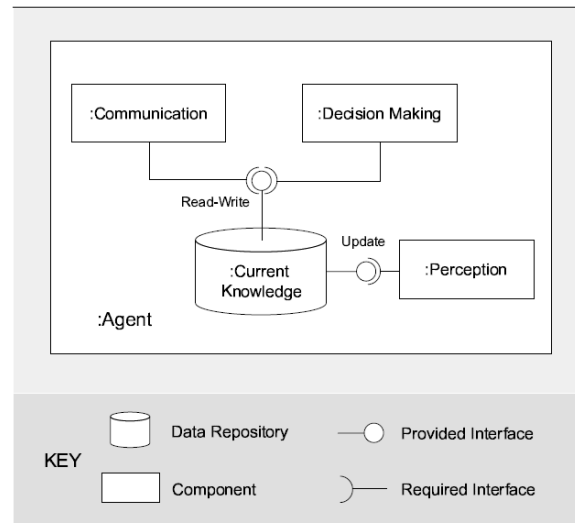 :Communication
:Decision Making
Read-Write
Update
:Current
Knowledge
:Perception
:Agent
KEY
Data Repository
Provided Interface
Component
Required Interface